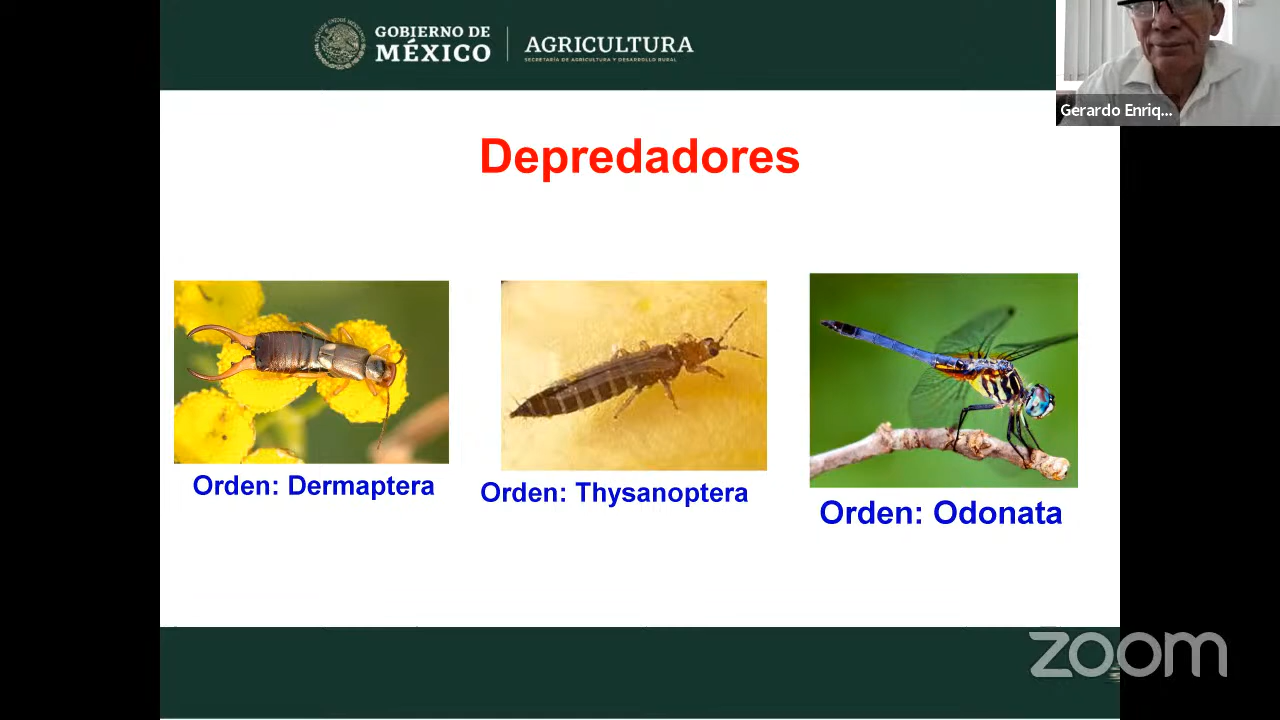 GOBIERNO DE
MÉXICO
AGRICULTURA
SECRETARÍA DE AGRICULTURA Y DESARROLLO RURAL
Gerardo Enriq...
Depredadores
Orden: Dermaptera
Orden: Thysanoptera
Orden: Odonata
zoom